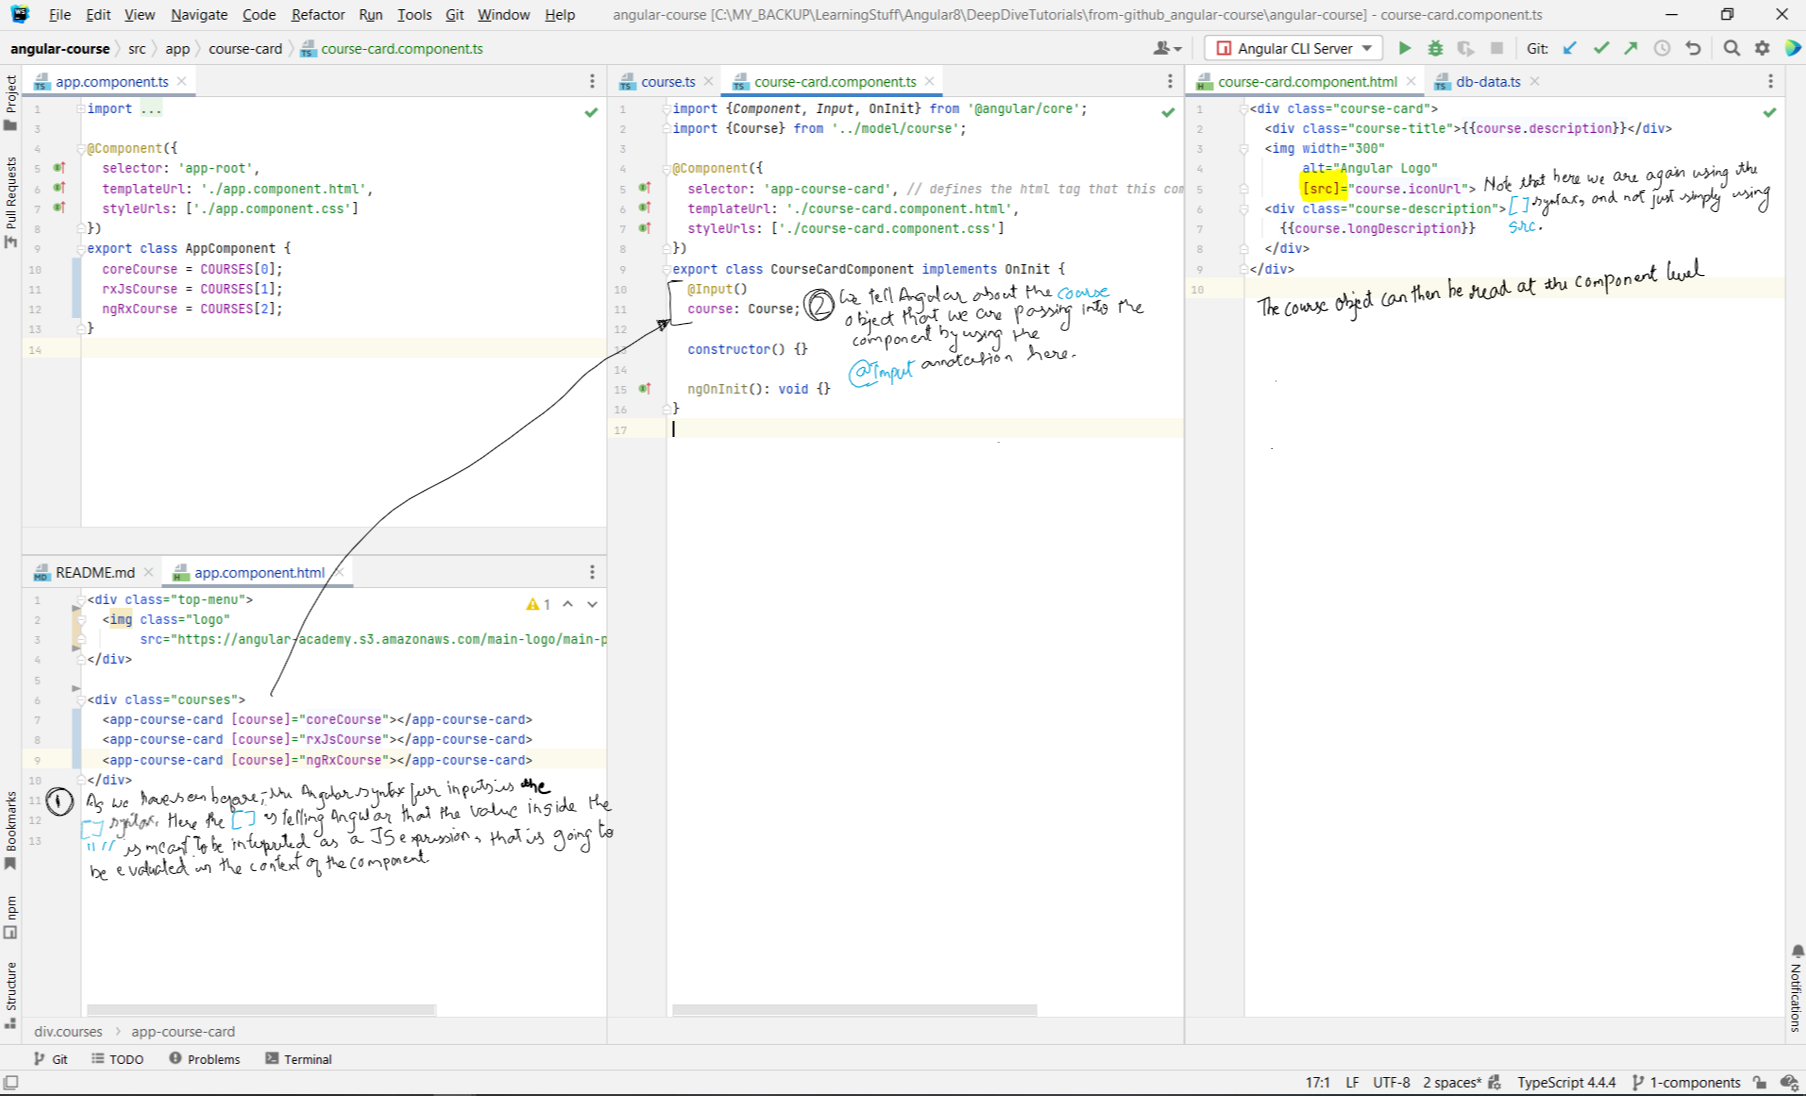 File Edit View Navigate Code Refactor Run Tools Git Window Help angular-course [C:\MY_BACKUP\LearningStuff\Angular8\DeepDiveTutorials\from-github_angular-course\angular-course] - course-card.component.ts
angular-course src app course-card course-card.component.ts Angular CLI Server Git:
Project
Pull Requests
Bookmarks
npm
Structure
app.component.ts
1 import ...
3
4 @Component({
5 selector: 'app-root',
6 templateUrl: './app.component.html',
7 styleUrls: ['./app.component.css']
8 })
9 export class AppComponent {
10 coreCourse = COURSES[0];
11 rxJsCourse = COURSES[1];
12 ngRxCourse = COURSES[2];
13 }
14
README.md app.component.html
1 <div class="top-menu">
2 <img class="logo"
3 src="https://angular-academy.s3.amazonaws.com/main-logo/main-p
4 </div>
5
6 <div class="courses">
7 <app-course-card [course]="coreCourse"></app-course-card>
8 <app-course-card [course]="rxJsCourse"></app-course-card>
9 <app-course-card [course]="ngRxCourse"></app-course-card>
10 </div>
11
12
13
1
① As we have seen before, the Angular syntax for inputs is the
[] syntax. Here the [] is telling Angular that the value inside the
" " is meant to be interpreted as a JS expression, that is going to
be evaluated in the context of the component
div.courses app-course-card
course.ts course-card.component.ts
1 import {Component, Input, OnInit} from '@angular/core';
2 import {Course} from '../model/course';
3
4 @Component({
5 selector: 'app-course-card', // defines the html tag that this com
6 templateUrl: './course-card.component.html',
7 styleUrls: ['./course-card.component.css']
8 })
9 export class CourseCardComponent implements OnInit {
10 @Input()
11 course: Course;
12
13 constructor() {}
14
15 ngOnInit(): void {}
16 }
17
② We tell Angular about the course
object that we are passing into the
component by using the
@Input annotation here.
course-card.component.html db-data.ts
1 <div class="course-card">
2 <div class="course-title">{{course.description}}</div>
3 <img width="300"
4 alt="Angular Logo"
5 [src]="course.iconUrl">
6 <div class="course-description">
7 {{course.longDescription}}
8 </div>
9 </div>
10
Note that here we are again using the
[] syntax, and not just simply using
src.
The course object can then be read at the component level
Notifications
Git TODO Problems Terminal
17:1 LF UTF-8 2 spaces* TypeScript 4.4.4 1-components